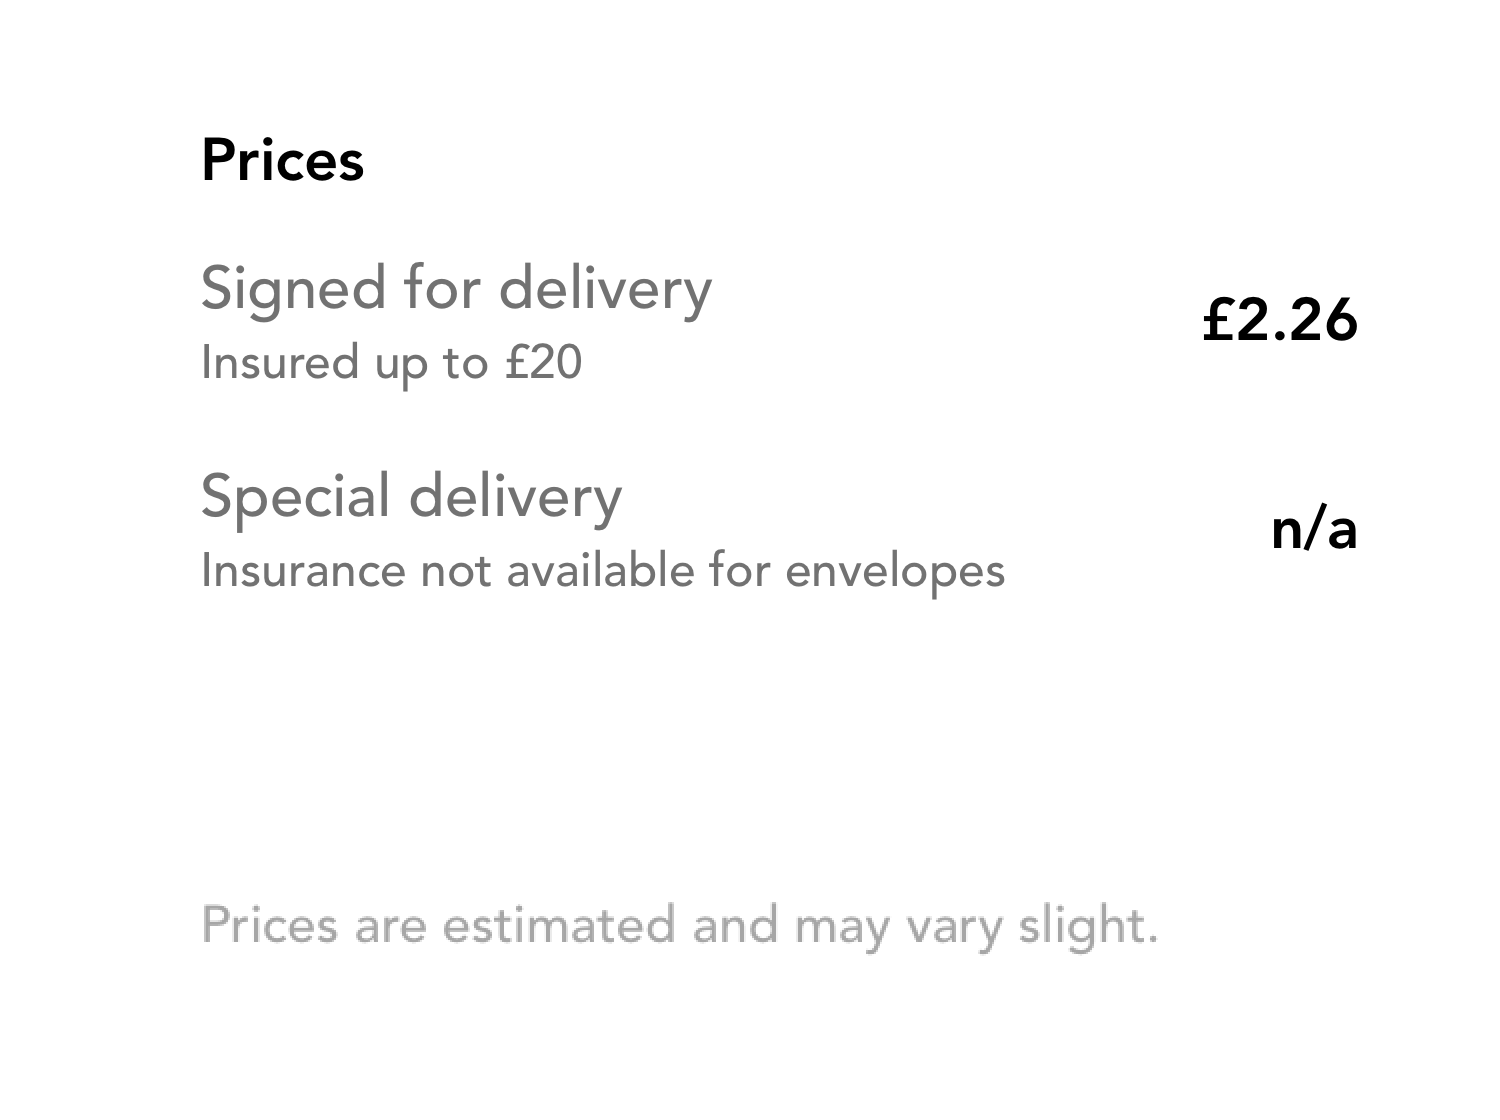 Prices
Signed for delivery
£2.26
Insured up to £20
Special delivery
n/a
Insurance not available for envelopes
Prices are estimated and may vary slight.